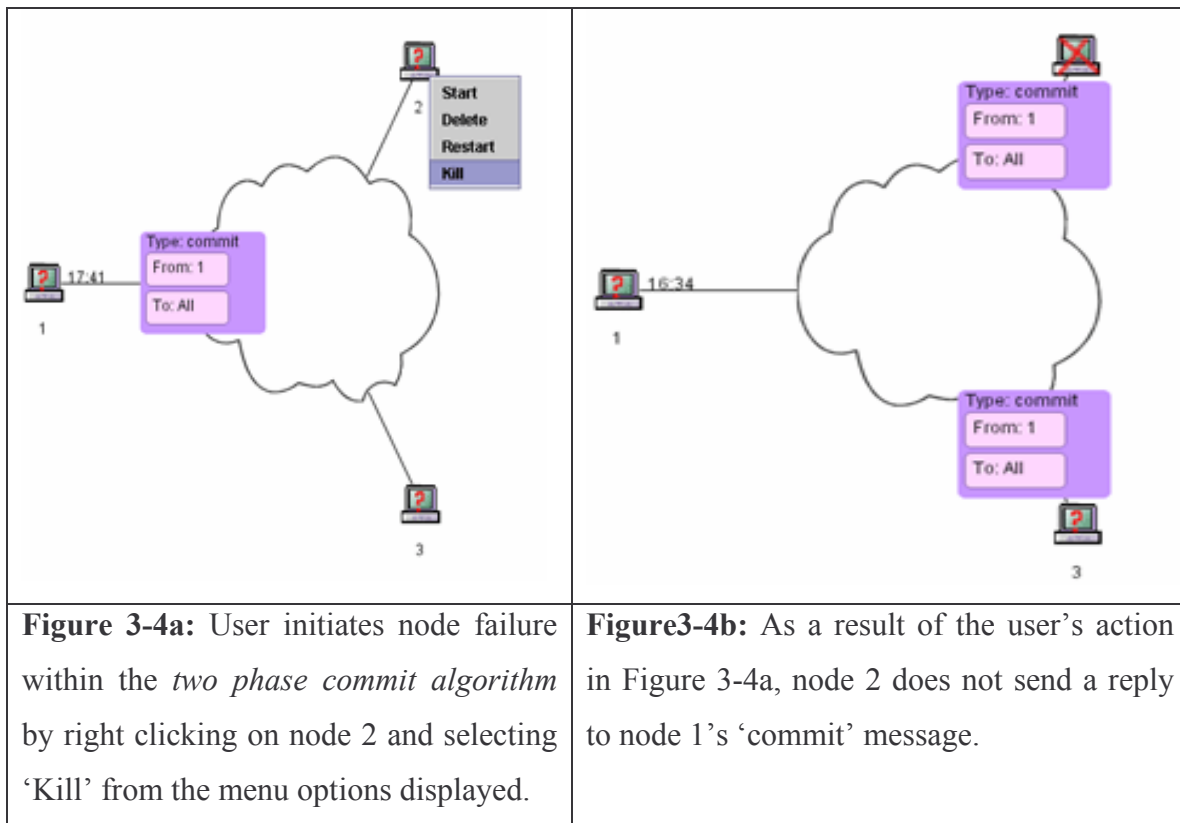 2
Start
Delete
Restart
Kill
Type: commit
From: 1
To: All
17:41
1
3
Type: commit
From: 1
To: All
16:34
1
Type: commit
From: 1
To: All
3
Figure 3-4a: User initiates node failure
within the two phase commit algorithm
by right clicking on node 2 and selecting
‘Kill’ from the menu options displayed.
Figure3-4b: As a result of the user’s action
in Figure 3-4a, node 2 does not send a reply
to node 1’s ‘commit’ message.